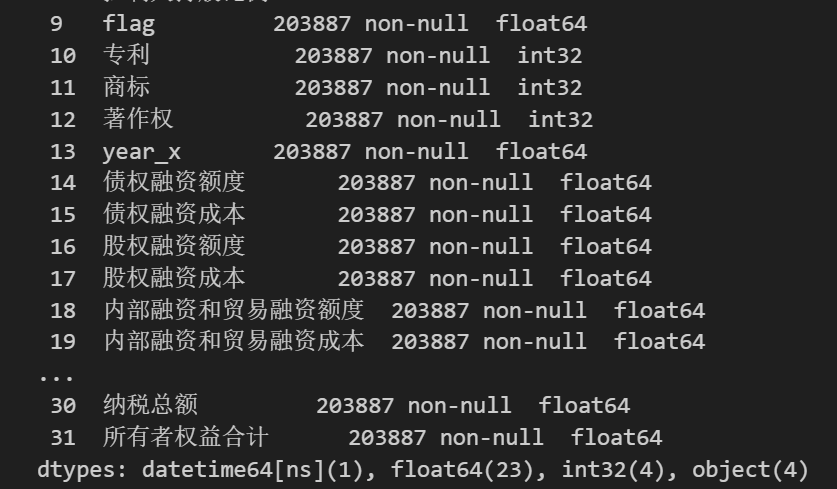 9 flag 203887 non-null float64
10 专利 203887 non-null int32
11 商标 203887 non-null int32
12 著作权 203887 non-null int32
13 year_x 203887 non-null float64
14 债权融资额度 203887 non-null float64
15 债权融资成本 203887 non-null float64
16 股权融资额度 203887 non-null float64
17 股权融资成本 203887 non-null float64
18 内部融资和贸易融资额度 203887 non-null float64
19 内部融资和贸易融资成本 203887 non-null float64
...
30 纳税总额 203887 non-null float64
31 所有者权益合计 203887 non-null float64
dtypes: datetime64[ns](1), float64(23), int32(4), object(4)